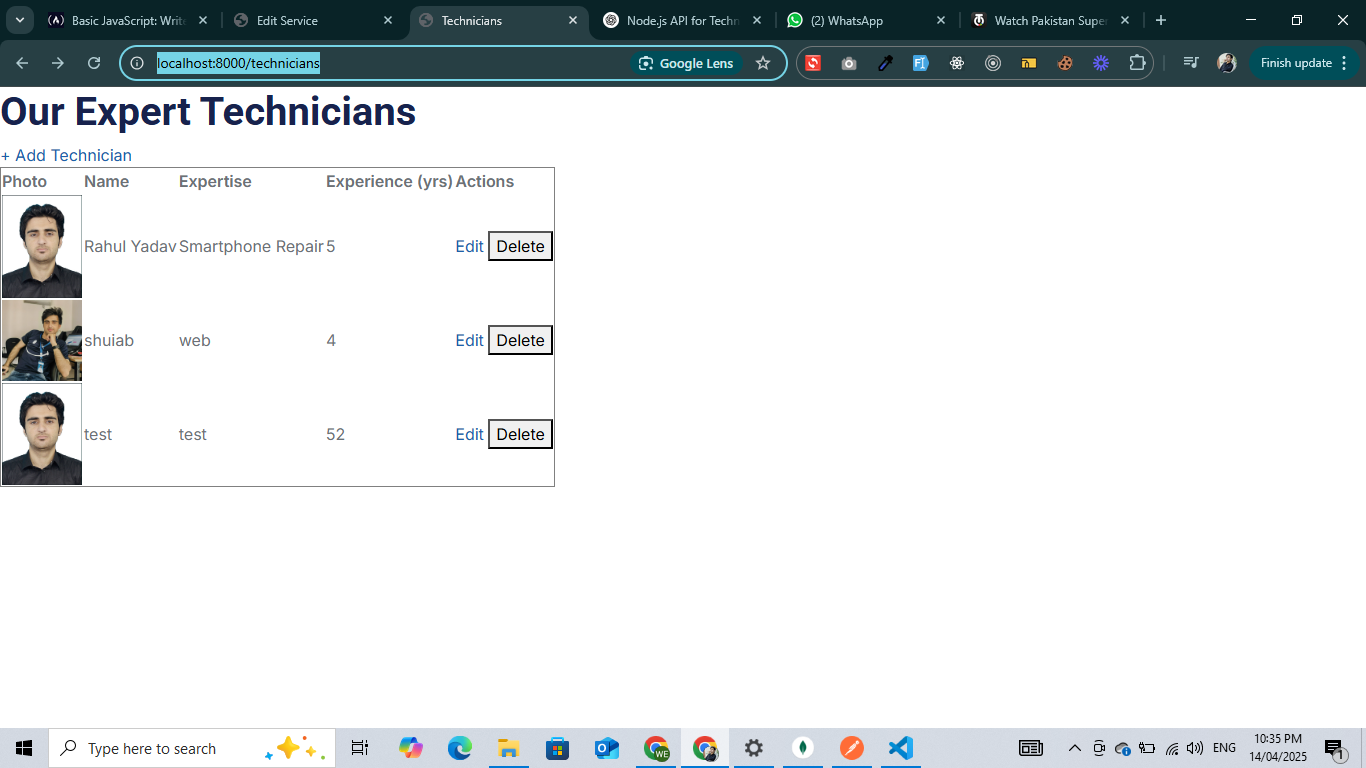 Basic JavaScript: Write
Edit Service
Technicians
Node.js API for Techn
(2) WhatsApp
Watch Pakistan Super
localhost:8000/technicians
Google Lens
Finish update
Our Expert Technicians
+ Add Technician
Photo Name Expertise Experience (yrs) Actions
Rahul Yadav Smartphone Repair 5 Edit Delete
shuiab web 4 Edit Delete
test test 52 Edit Delete
Type here to search
ENG
10:35 PM
14/04/2025
1